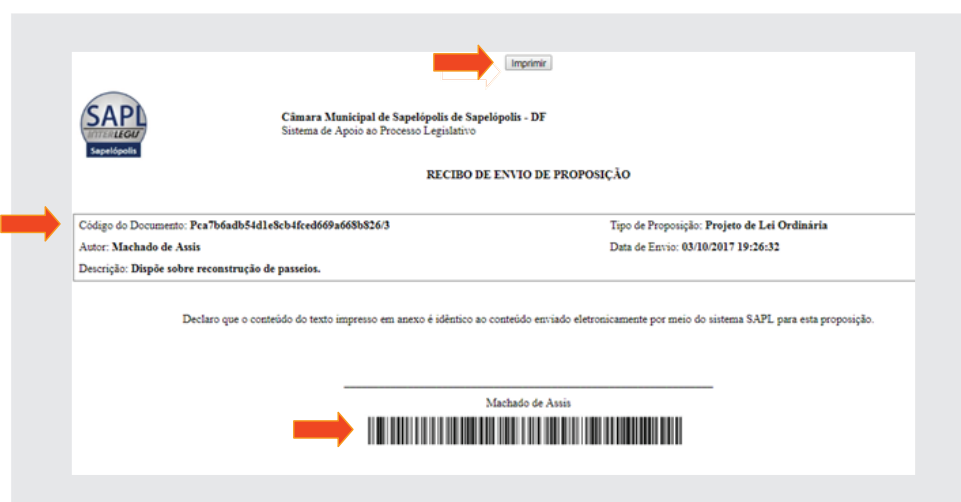 Imprimir
SAPL
INTERLEGIS
Sapelópolis
Câmara Municipal de Sapelópolis de Sapelópolis - DF
Sistema de Apoio ao Processo Legislativo
RECIBO DE ENVIO DE PROPOSIÇÃO
Código do Documento: Pca7b6adb54d1e8cb4fced669a668b826/3
Tipo de Proposição: Projeto de Lei Ordinária
Autor: Machado de Assis
Data de Envio: 03/10/2017 19:26:32
Descrição: Dispõe sobre reconstrução de passeios.
Declaro que o conteúdo do texto impresso em anexo é idêntico ao conteúdo enviado eletronicamente por meio do sistema SAPL para esta proposição.
Machado de Assis